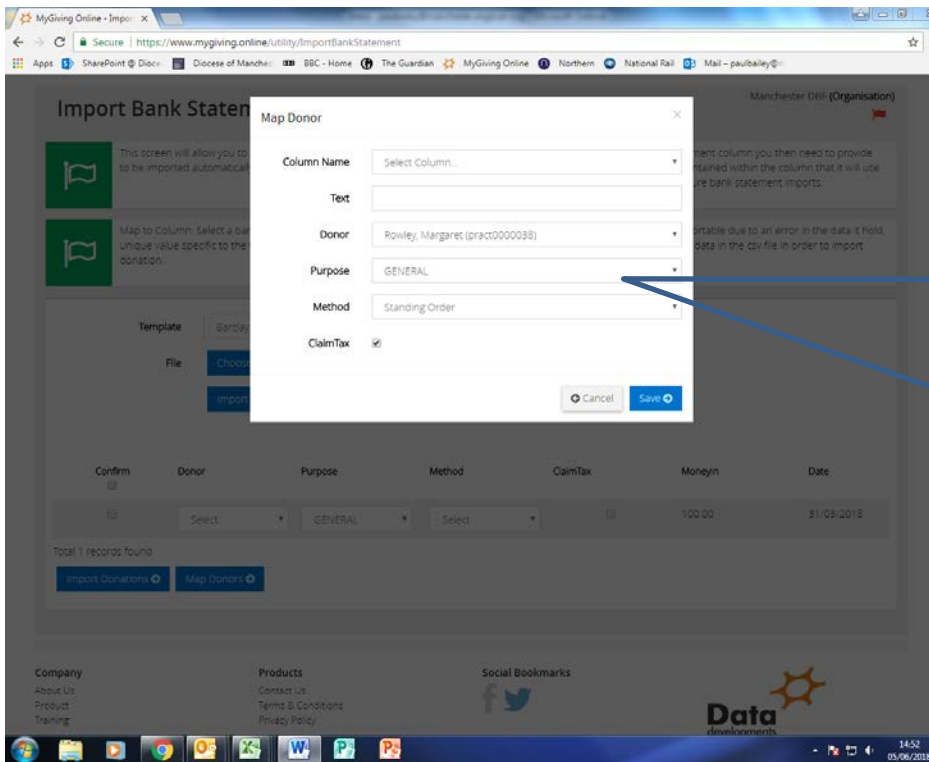 MyGiving Online - Impor
Secure | https://www.mygiving.online/utility/ImportBankStatement
Apps SharePoint @ Dioce Diocese of Manches BBC - Home The Guardian MyGiving Online Northern National Rail Mail – paulbailey@
Import Bank Statem
Manchester DBF (Organisation)
This screen will allow you to
to be imported automatical
ment column you then need to provide
ntained within the column that it will use
ure bank statement imports.
Map to Column: Select a ban
unique value specific to the
donation
portable due to an error in the data it hold,
data in the csv file in order to import
Map Donor
Column Name Select Column...
Text
Donor Rowley, Margaret (pract0000038)
Purpose GENERAL
Method Standing Order
ClaimTax
Cancel Save
Template Barclay
File Choose
Import
Confirm Donor Purpose Method ClaimTax MoneyIn Date
Select GENERAL Select 100.00 31/05/2018
Total 1 records found
Import Donations Map Donors
Company Products Social Bookmarks
About Us Contact Us
Product Terms & Conditions
Training Privacy Policy
Data
developments
14:52
05/06/2018